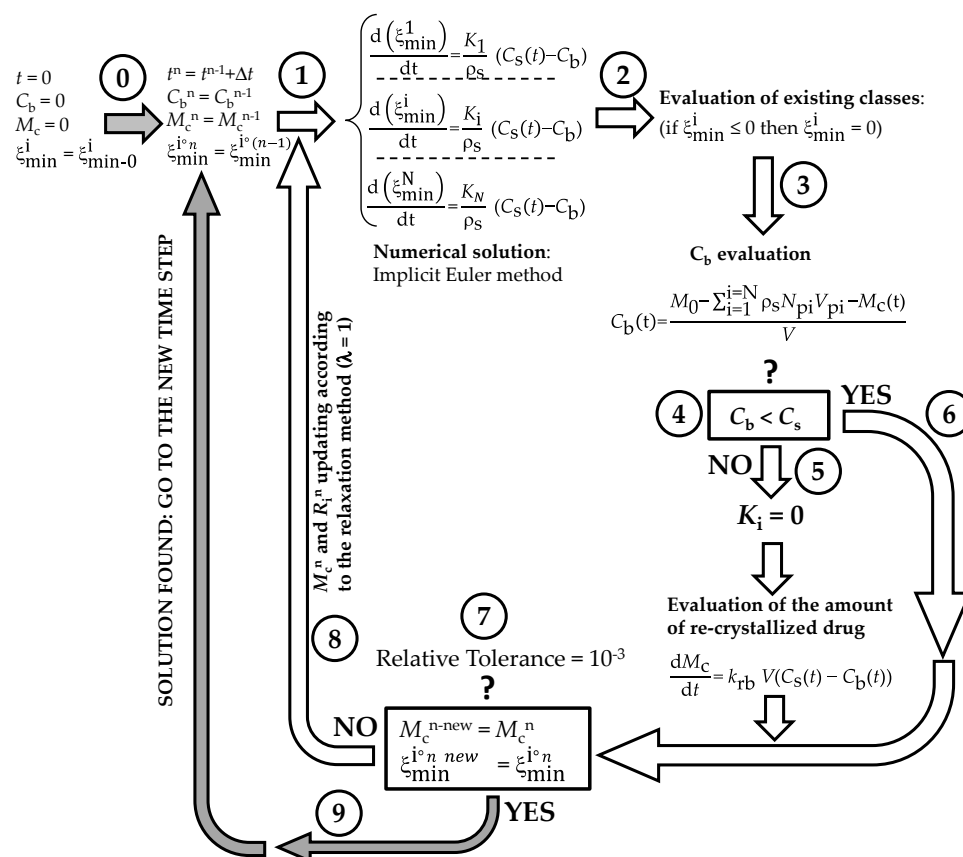 0
t = 0
C_b = 0
M_c = 0
ξ^i_min = ξ^i_min-0
t^n = t^n-1+Δt
C_b^n = C_b^n-1
M_c^n = M_c^n-1
ξ^i°n_min = ξ^i°(n−1)_min
1
d(ξ^1_min)/dt = K_1/ρ_s (C_s(t)−C_b)
d(ξ^i_min)/dt = K_i/ρ_s (C_s(t)−C_b)
d(ξ^N_min)/dt = K_N/ρ_s (C_s(t)−C_b)
Numerical solution:
Implicit Euler method
2
Evaluation of existing classes:
(if ξ^i_min ≤ 0 then ξ^i_min = 0)
3
C_b evaluation
C_b(t)=(M_0−∑_i=1^i=N ρ_s N_pi V_pi −M_c(t))/V
?
4
C_b < C_s
YES
6
NO
5
K_i = 0
Evaluation of the amount
of re-crystallized drug
dM_c/dt = k_rb V(C_s(t) − C_b(t))
7
Relative Tolerance = 10^-3
?
M_c^n-new = M_c^n
ξ^i°n new_min = ξ^i°n_min
NO
8
M_c^n and R_i^n updating according
to the relaxation method (λ = 1)
YES
9
SOLUTION FOUND: GO TO THE NEW TIME STEP